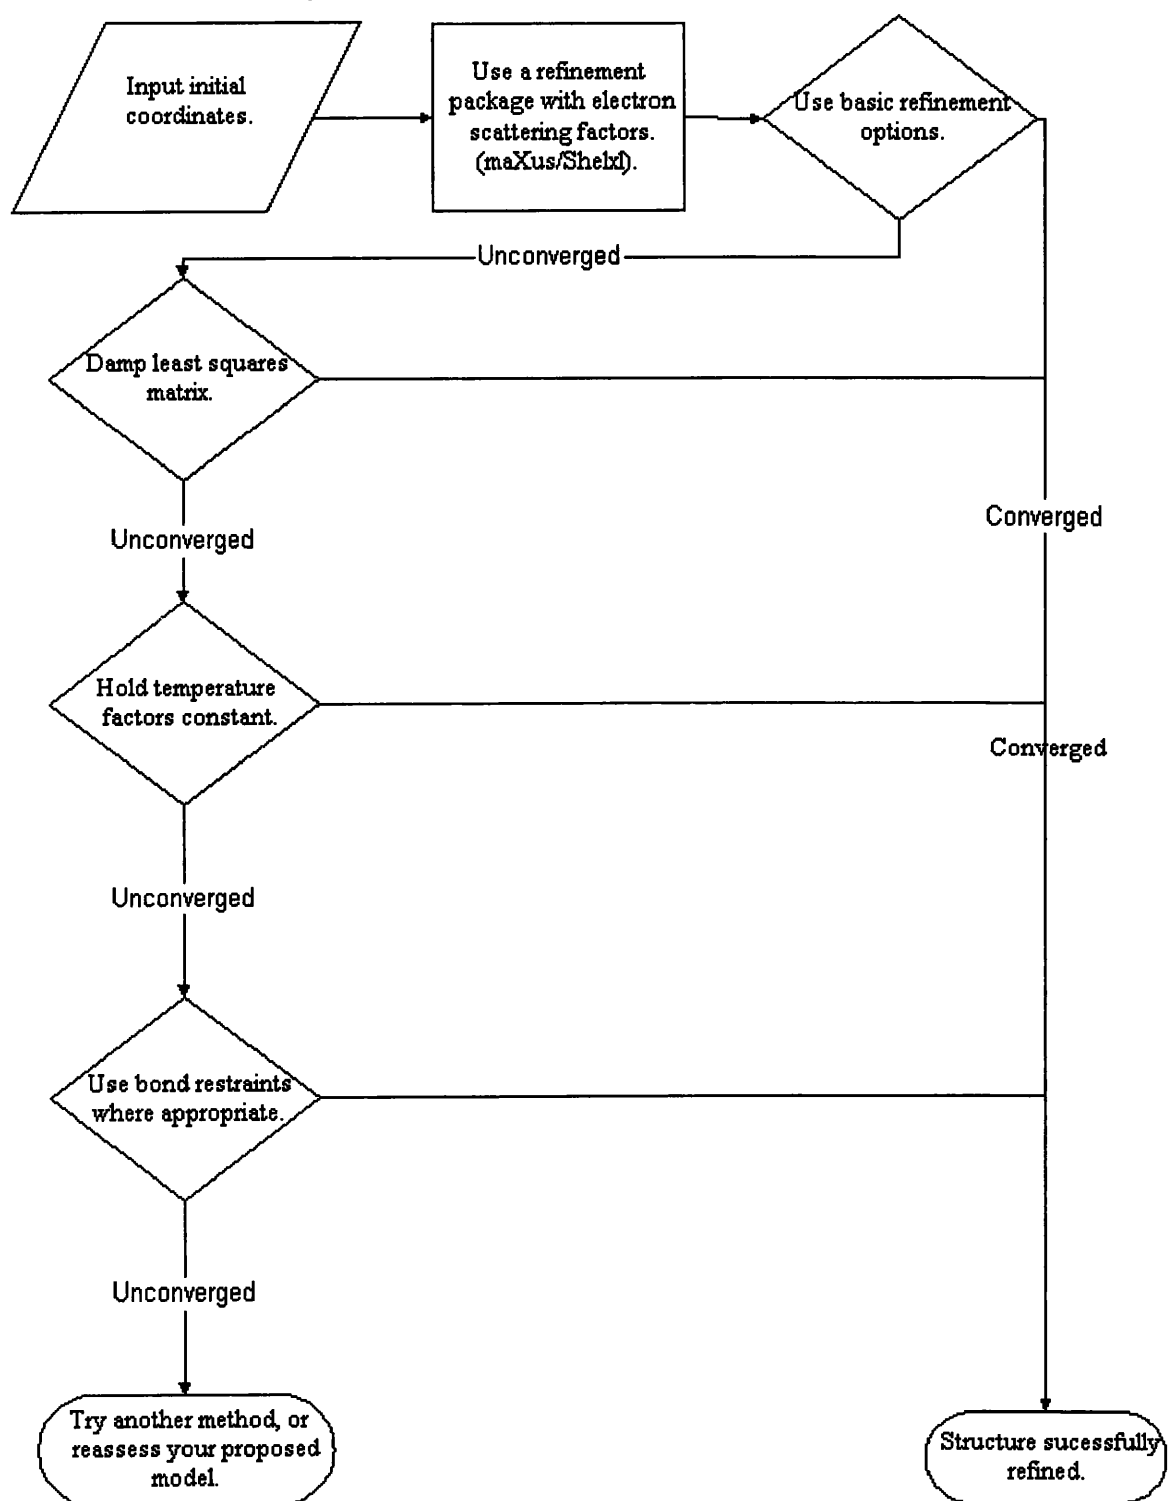 Input initial
coordinates.
Use a refinement
package with electron
scattering factors.
(maXus/Shelxl).
Use basic refinement
options.
Unconverged
Damp least squares
matrix.
Unconverged
Converged
Hold temperature
factors constant.
Converged
Unconverged
Use bond restraints
where appropriate.
Unconverged
Try another method, or
reassess your proposed
model.
Structure sucessfully
refined.